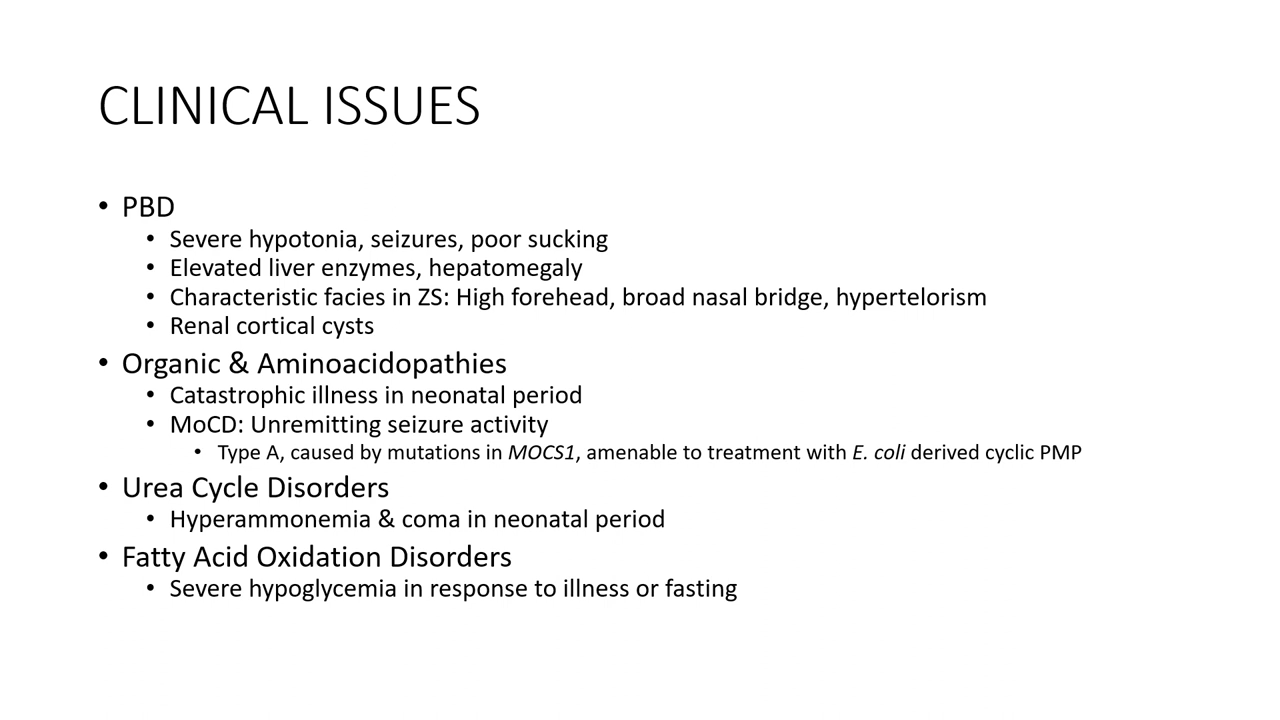 CLINICAL ISSUES
• PBD
• Severe hypotonia, seizures, poor sucking
• Elevated liver enzymes, hepatomegaly
• Characteristic facies in ZS: High forehead, broad nasal bridge, hypertelorism
• Renal cortical cysts
• Organic & Aminoacidopathies
• Catastrophic illness in neonatal period
• MoCD: Unremitting seizure activity
• Type A, caused by mutations in MOCS1, amenable to treatment with E. coli derived cyclic PMP
• Urea Cycle Disorders
• Hyperammonemia & coma in neonatal period
• Fatty Acid Oxidation Disorders
• Severe hypoglycemia in response to illness or fasting